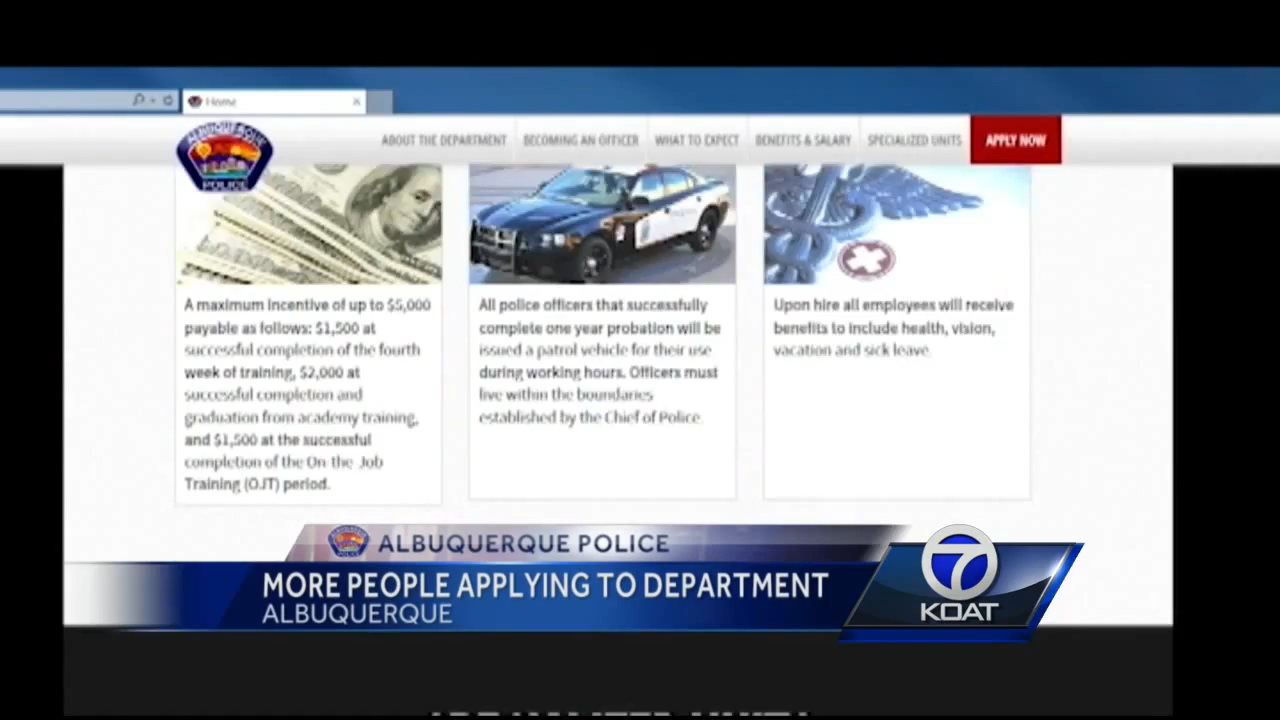 Home
ABOUT THE DEPARTMENT
BECOMING AN OFFICER
WHAT TO EXPECT
BENEFITS & SALARY
SPECIALIZED UNITS
APPLY NOW
ALBUQUERQUE
POLICE
A maximum incentive of up to $5,000
payable as follows: $1,500 at
successful completion of the fourth
week of training, $2,000 at
successful completion and
graduation from academy training,
and $1,500 at the successful
completion of the On-the-Job
Training (OJT) period.
All police officers that successfully
complete one year probation will be
issued a patrol vehicle for their use
during working hours. Officers must
live within the boundaries
established by the Chief of Police.
Upon hire all employees will receive
benefits to include health, vision,
vacation and sick leave.
ALBUQUERQUE POLICE
MORE PEOPLE APPLYING TO DEPARTMENT
ALBUQUERQUE
7
KOAT